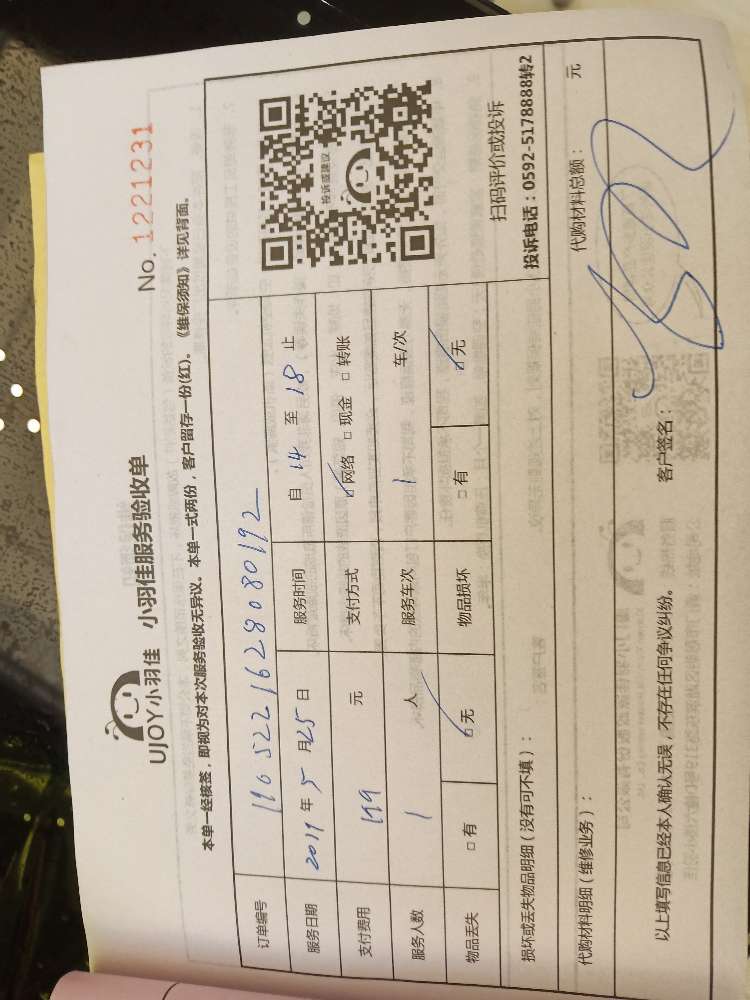 UJOY小羽佳 小羽佳服务验收单 No. 1221231
本单一经核签，即视为对本次服务验收无异议。本单一式两份，客户留存一份(红)。《维保须知》详见背面。
订单编号 190522162808019​2
服务日期 2019 年 5 月 25 日 服务时间 自 14 至 18 止
支付费用 199 元 支付方式 ☑网络 □现金 □转账
服务人数 1 人 服务车次 1 车/次
物品丢失 □有 ☑无 物品损坏 □有 ☑无
投诉或建议
扫码评价或投诉
投诉电话：0592-5178888转2
损坏或丢失物品明细（没有可不填）：
代购材料明细（维修业务）： 代购材料总额： 元
以上填写信息已经本人确认无误，不存在任何争议纠纷。 客户签名：